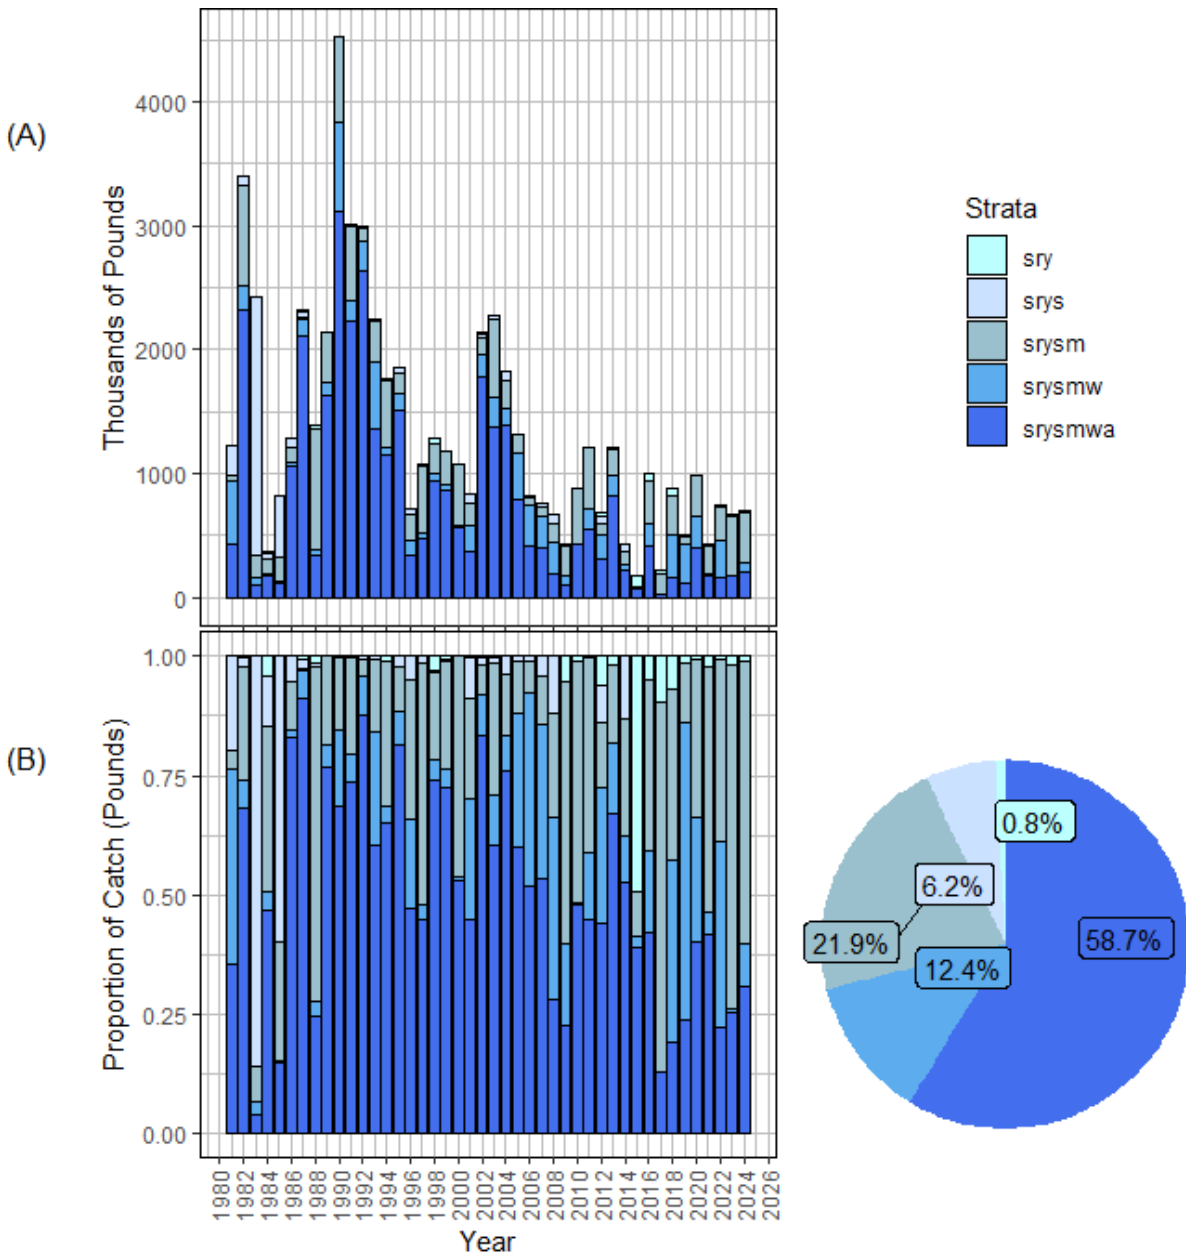 (A)
Thousands of Pounds
4000
3000
2000
1000
0
Strata
sry
srys
srysm
srysmw
srysmwa
(B)
Proportion of Catch (Pounds)
1.00
0.75
0.50
0.25
0.00
1980 1982 1984 1986 1988 1990 1992 1994 1996 1998 2000 2002 2004 2006 2008 2010 2012 2014 2016 2018 2020 2022 2024 2026
Year
0.8%
6.2%
21.9%
12.4%
58.7%